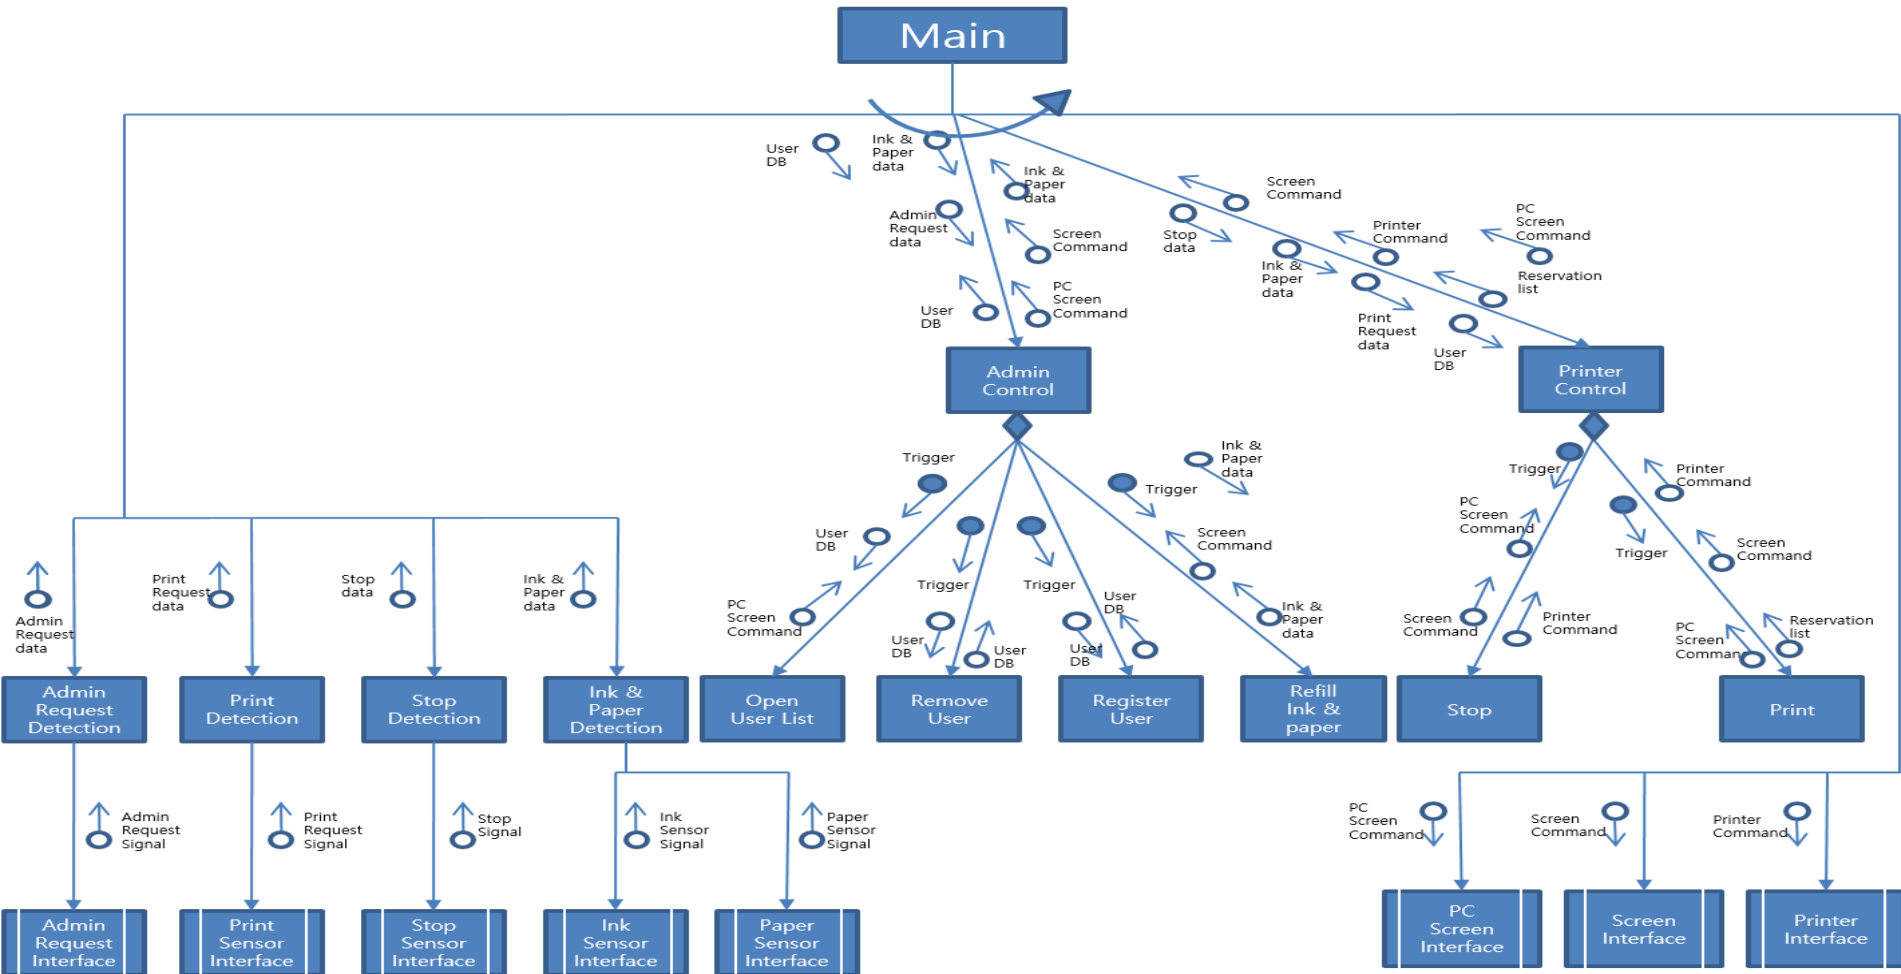 Main
User
DB
Ink &
Paper
data
Ink &
Paper
data
Admin
Request
data
Screen
Command
User
DB
PC
Screen
Command
Screen
Command
Stop
data
Printer
Command
PC
Screen
Command
Ink &
Paper
data
Reservation
list
Print
Request
data
User
DB
Admin
Control
Printer
Control
Trigger
Ink &
Paper
data
Trigger
User
DB
Screen
Command
Trigger
Trigger
PC
Screen
Command
User
DB
User
DB
User
DB
User
DB
Ink &
Paper
data
Trigger
Printer
Command
PC
Screen
Command
Trigger
Screen
Command
Screen
Command
Printer
Command
PC
Screen
Command
Reservation
list
Admin
Request
data
Print
Request
data
Stop
data
Ink &
Paper
data
Admin
Request
Detection
Print
Detection
Stop
Detection
Ink &
Paper
Detection
Open
User List
Remove
User
Register
User
Refill
Ink &
paper
Stop
Print
Admin
Request
Signal
Print
Request
Signal
Stop
Signal
Ink
Sensor
Signal
Paper
Sensor
Signal
PC
Screen
Command
Screen
Command
Printer
Command
Admin
Request
Interface
Print
Sensor
Interface
Stop
Sensor
Interface
Ink
Sensor
Interface
Paper
Sensor
Interface
PC
Screen
Interface
Screen
Interface
Printer
Interface